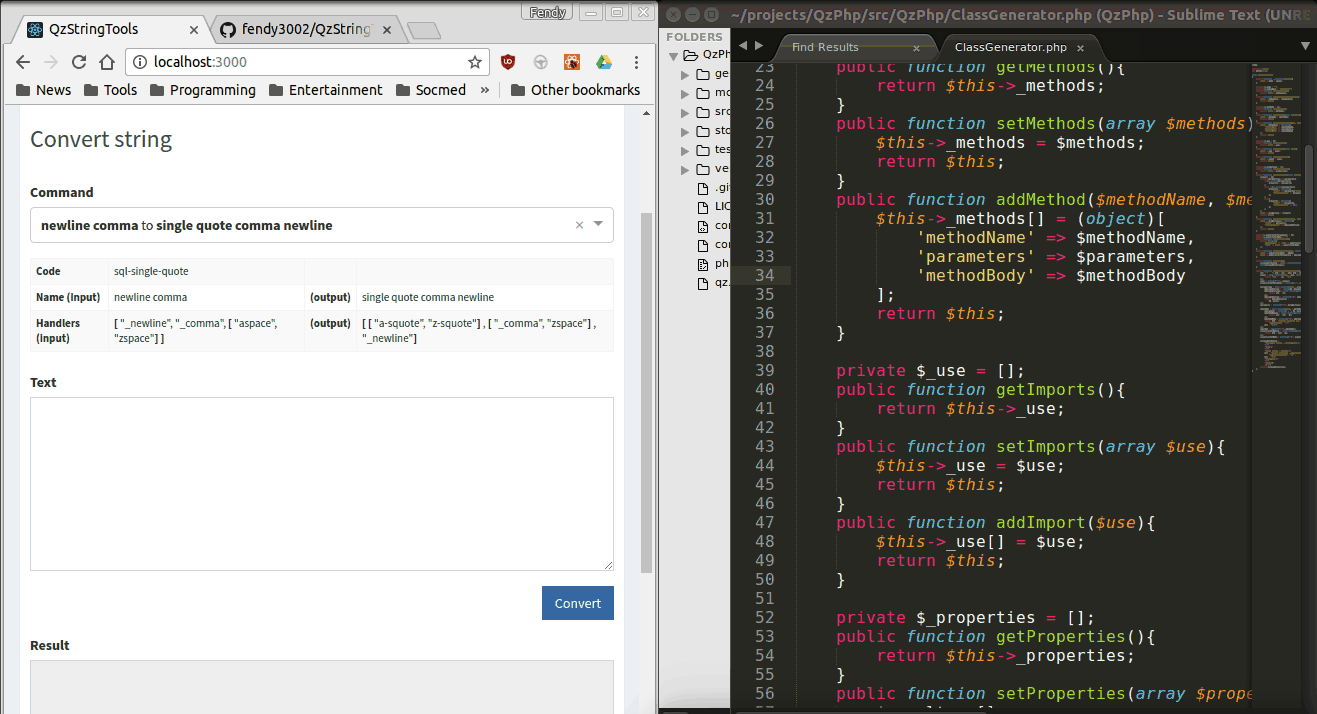 Fendy
QzStringTools
fendy3002/QzString
localhost:3000
News Tools Programming Entertainment Socmed » Other bookmarks
Convert string
Command
newline comma to single quote comma newline
Code sql-single-quote
Name (Input) newline comma (output) single quote comma newline
Handlers (Input) [ "_newline", "_comma", [ "aspace", "zspace"] ] (output) [ [ "a-squote", "z-squote"] , [ "_comma", "zspace"] , "_newline"]
Text
Convert
Result
~/projects/QzPhp/src/QzPhp/ClassGenerator.php (QzPhp) - Sublime Text (UNRE
FOLDERS
QzPh
ge
mo
src
sto
tes
ve
.gi
LIC
co
co
ph
qz.
Find Results
ClassGenerator.php
23 public function getMethods(){
24 return $this->_methods;
25 }
26 public function setMethods(array $methods)
27 $this->_methods = $methods;
28 return $this;
29 }
30 public function addMethod($methodName, $me
31 $this->_methods[] = (object)[
32 'methodName' => $methodName,
33 'parameters' => $parameters,
34 'methodBody' => $methodBody
35 ];
36 return $this;
37 }
38
39 private $_use = [];
40 public function getImports(){
41 return $this->_use;
42 }
43 public function setImports(array $use){
44 $this->_use = $use;
45 return $this;
46 }
47 public function addImport($use){
48 $this->_use[] = $use;
49 return $this;
50 }
51
52 private $_properties = [];
53 public function getProperties(){
54 return $this->_properties;
55 }
56 public function setProperties(array $prope